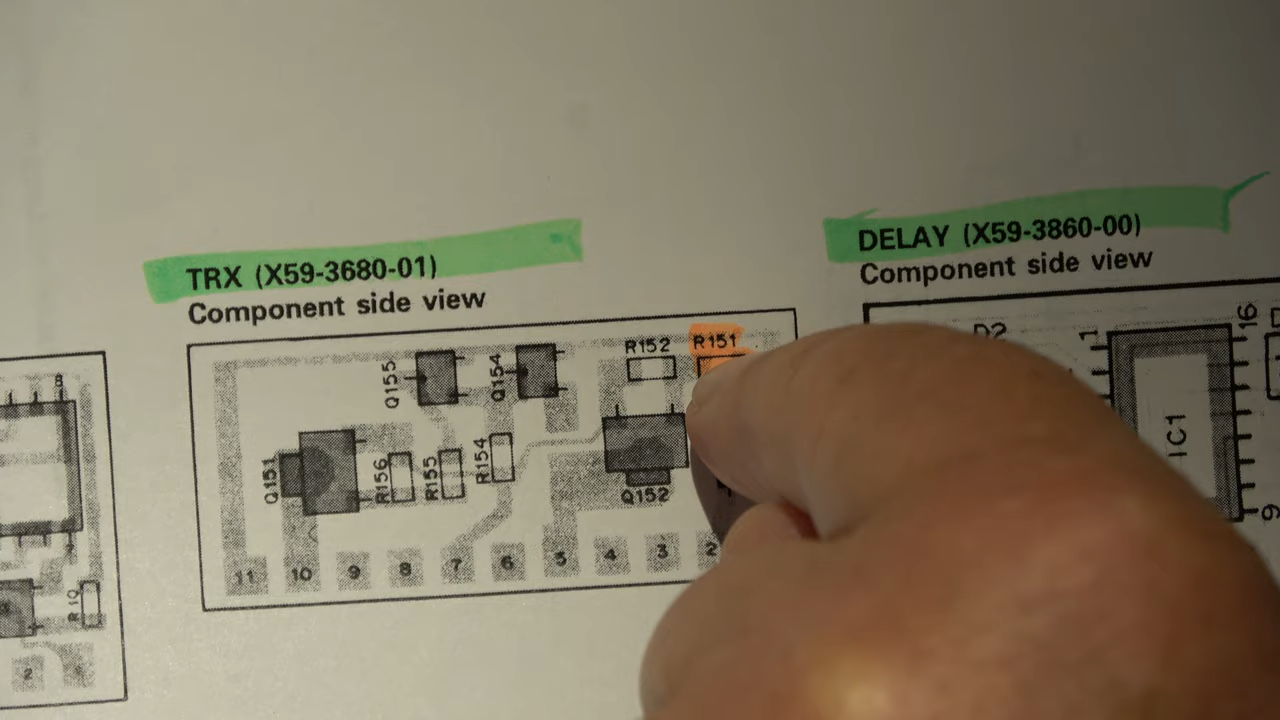 TRX (X59-3680-01)
Component side view
DELAY (X59-3860-00)
Component side view
8
R10
2
Q155
Q154
R152
R151
Q151
R156
R155
R154
Q152
11 10 9 8 7 6 5 4 3 2
D2
1
16
IC1
9